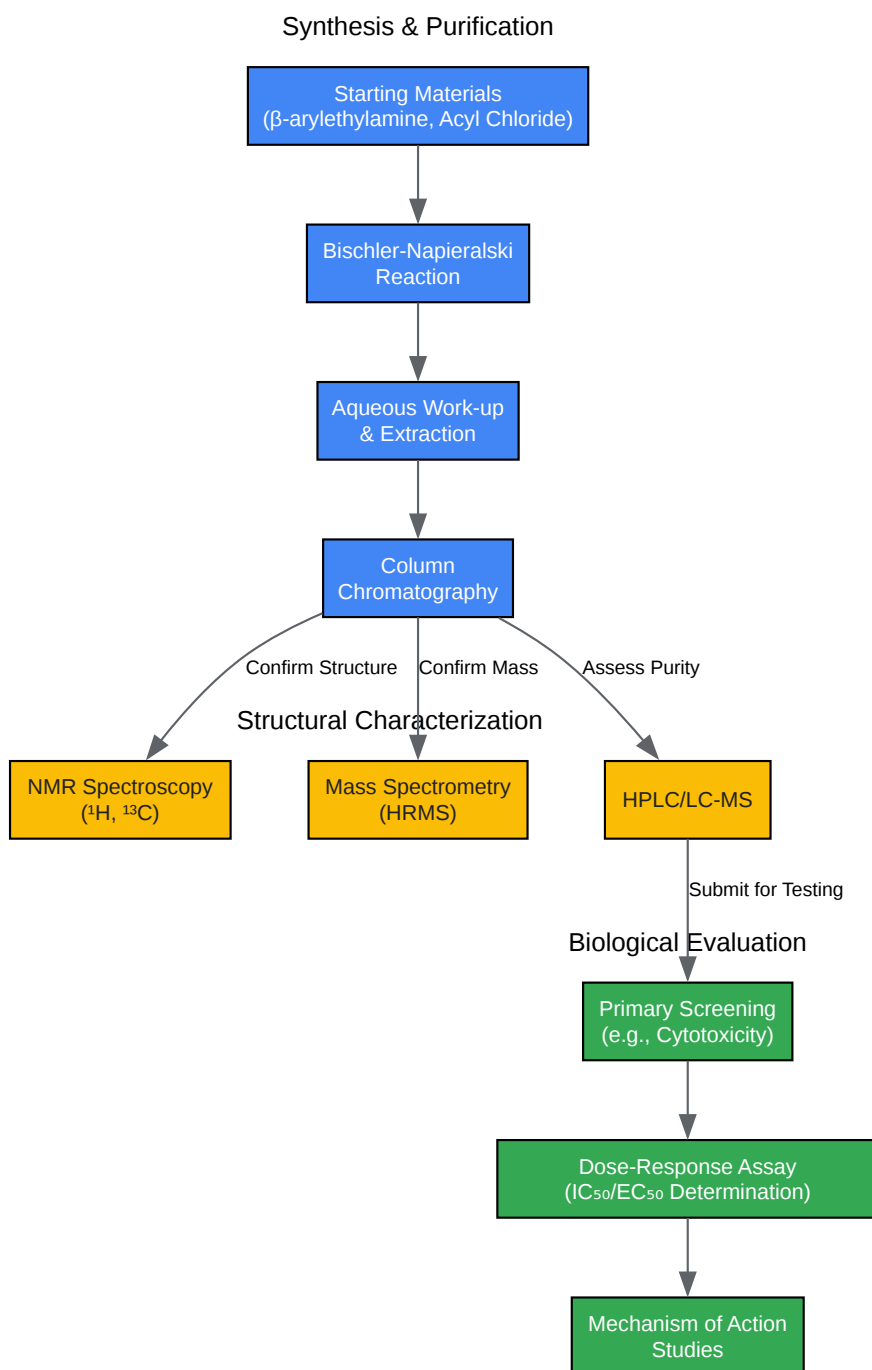 Synthesis & Purification
Starting Materials
(β-arylethylamine, Acyl Chloride)
Bischler-Napieralski
Reaction
Aqueous Work-up
& Extraction
Column
Chromatography
Confirm Structure
Confirm Mass
Assess Purity
Structural Characterization
NMR Spectroscopy
(¹H, ¹³C)
Mass Spectrometry
(HRMS)
HPLC/LC-MS
Submit for Testing
Biological Evaluation
Primary Screening
(e.g., Cytotoxicity)
Dose-Response Assay
(IC₅₀/EC₅₀ Determination)
Mechanism of Action
Studies